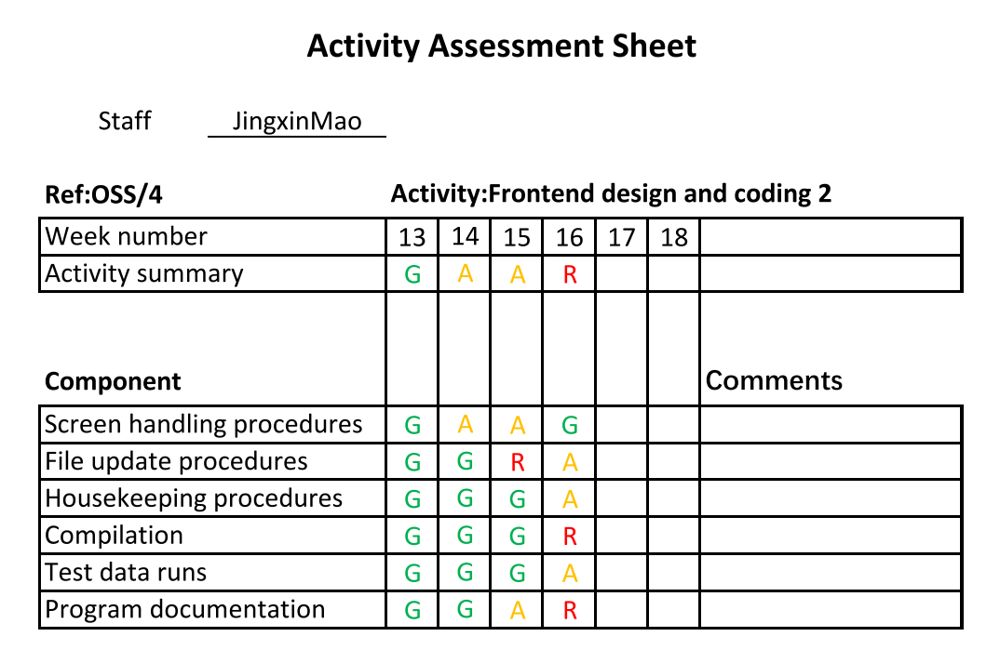 Activity Assessment Sheet
Staff JingxinMao
Ref:OSS/4 Activity:Frontend design and coding 2
Week number 13 14 15 16 17 18
Activity summary G A A R
Component Comments
Screen handling procedures G A A G
File update procedures G G R A
Housekeeping procedures G G G A
Compilation G G G R
Test data runs G G G A
Program documentation G G A R